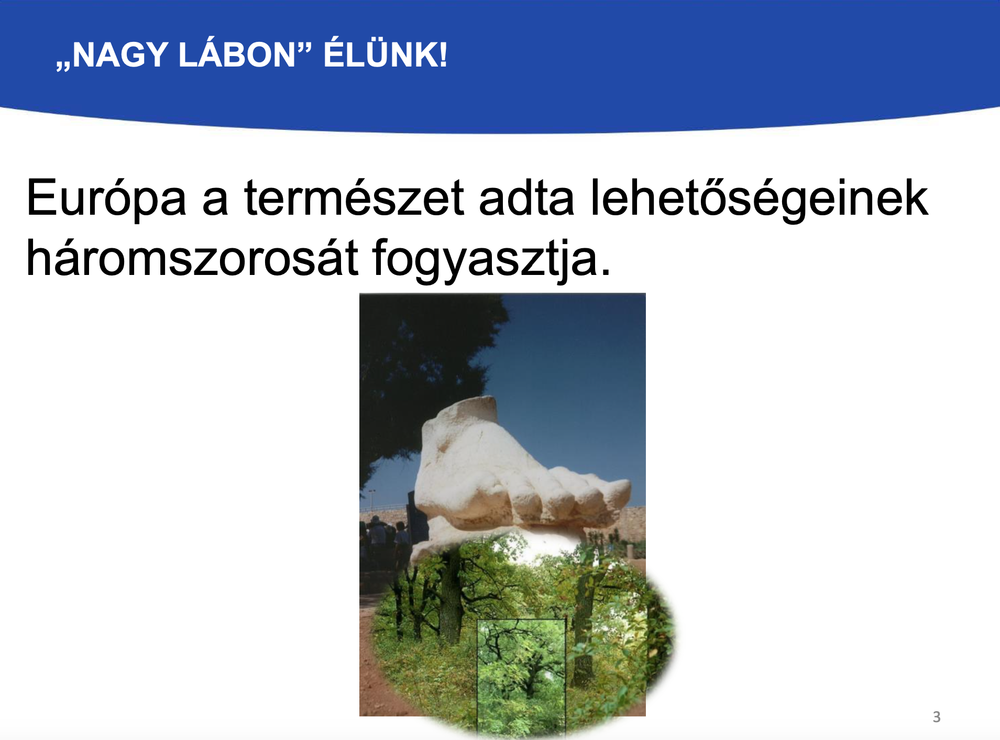 „NAGY LÁBON” ÉLÜNK!
Európa a természet adta lehetőségeinek
háromszorosát fogyasztja.
3